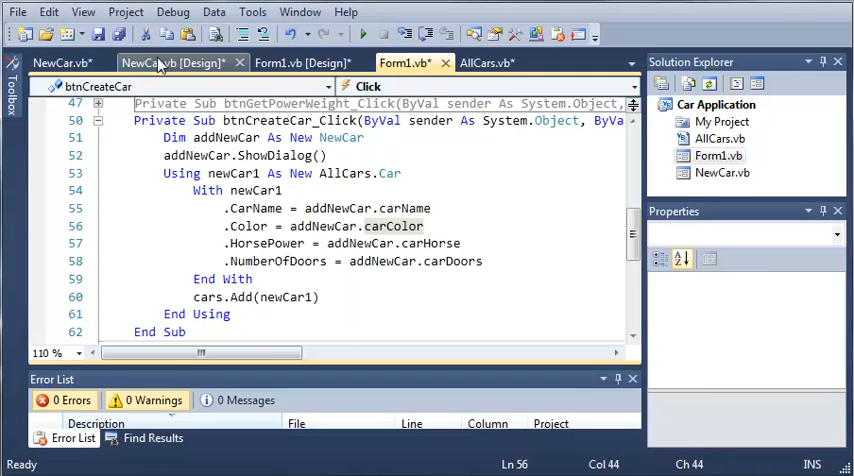 File Edit View Project Debug Data Tools Window Help
NewCar.vb* NewCar.vb [Design]* Form1.vb [Design]* Form1.vb* AllCars.vb*
Toolbox
btnCreateCar Click
47 Private Sub btnGetPowerWeight_Click(ByVal sender As System.Object,
50 Private Sub btnCreateCar_Click(ByVal sender As System.Object, ByVa
51 Dim addNewCar As New NewCar
52 addNewCar.ShowDialog()
53 Using newCar1 As New AllCars.Car
54 With newCar1
55 .CarName = addNewCar.carName
56 .Color = addNewCar.carColor
57 .HorsePower = addNewCar.carHorse
58 .NumberOfDoors = addNewCar.carDoors
59 End With
60 cars.Add(newCar1)
61 End Using
62 End Sub
110 %
Error List
0 Errors 0 Warnings 0 Messages
Description File Line Column Project
Error List Find Results
Solution Explorer
Car Application
My Project
AllCars.vb
Form1.vb
NewCar.vb
Properties
Ready Ln 56 Col 44 Ch 44 INS